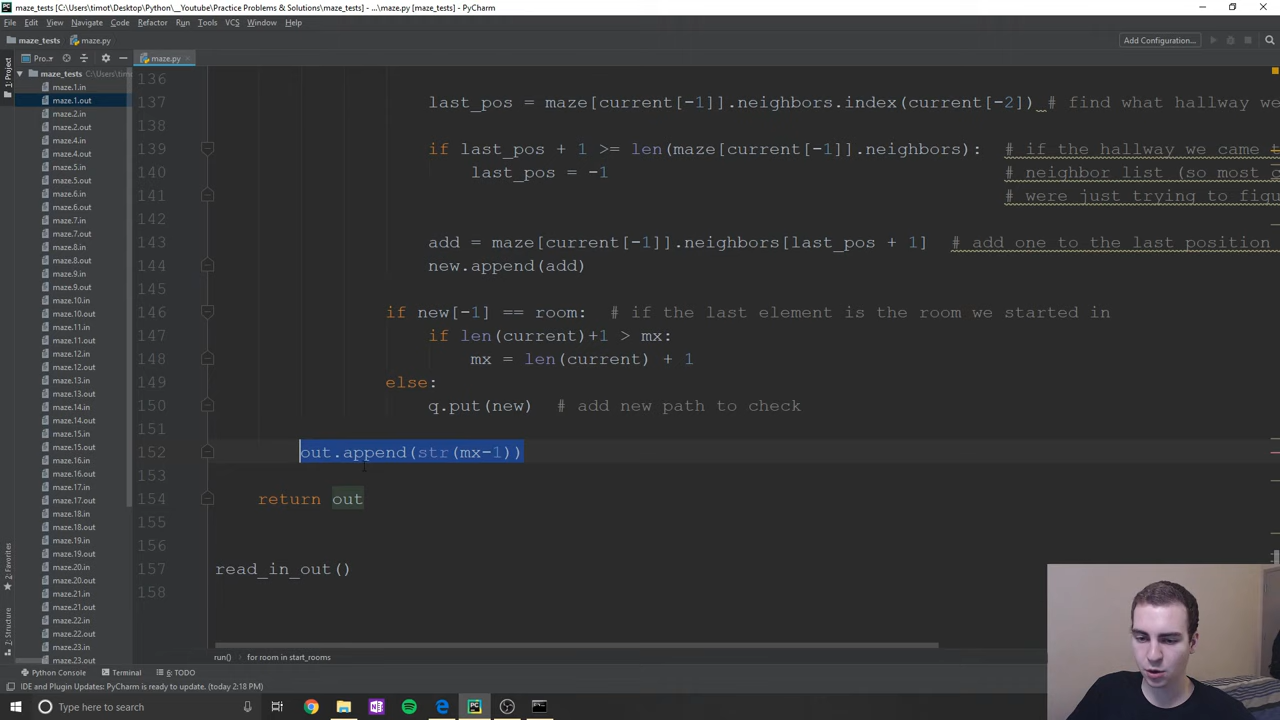 maze_tests [C:\Users\timot\Desktop\Python\__Youtube\Practice Problems & Solutions\maze_tests] - ...\maze.py [maze_tests] - PyCharm
File Edit View Navigate Code Refactor Run Tools VCS Window Help
maze_tests maze.py Add Configuration...
1: Project
Pro..
maze.py
maze_tests C:\Users\timot
maze.1.in
maze.1.out
maze.2.in
maze.2.out
maze.4.in
maze.4.out
maze.5.in
maze.5.out
maze.6.in
maze.6.out
maze.7.in
maze.7.out
maze.8.in
maze.8.out
maze.9.in
maze.9.out
maze.10.in
maze.10.out
maze.11.in
maze.11.out
maze.12.in
maze.12.out
maze.13.in
maze.13.out
maze.14.in
maze.14.out
maze.15.in
maze.15.out
maze.16.in
maze.16.out
maze.17.in
maze.17.out
maze.18.in
maze.18.out
maze.19.in
maze.19.out
maze.20.in
maze.20.out
maze.21.in
maze.21.out
maze.22.in
maze.22.out
maze.23.in
maze.23.out
2: Favorites
7: Structure
136
137 last_pos = maze[current[-1]].neighbors.index(current[-2]) # find what hallway we
138
139 if last_pos + 1 >= len(maze[current[-1]].neighbors): # if the hallway we came t
140 last_pos = -1 # neighbor list (so most
141 # were just trying to figu
142
143 add = maze[current[-1]].neighbors[last_pos + 1] # add one to the last position
144 new.append(add)
145
146 if new[-1] == room: # if the last element is the room we started in
147 if len(current)+1 > mx:
148 mx = len(current) + 1
149 else:
150 q.put(new) # add new path to check
151
152 out.append(str(mx-1))
153
154 return out
155
156
157 read_in_out()
158
run() for room in start_rooms
Python Console Terminal 6: TODO
IDE and Plugin Updates: PyCharm is ready to update. (today 2:18 PM)
Type here to search